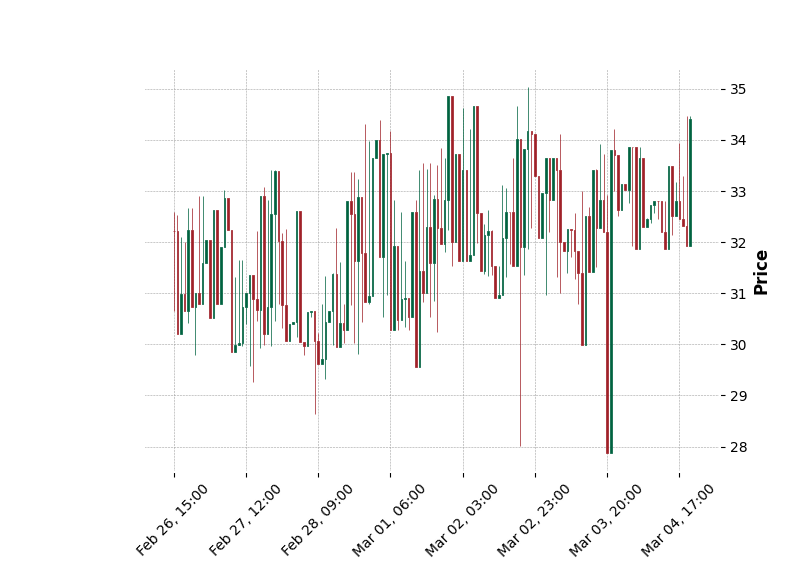 35
34
33
32
31
30
29
28
Price
Feb 26, 15:00
Feb 27, 12:00
Feb 28, 09:00
Mar 01, 06:00
Mar 02, 03:00
Mar 02, 23:00
Mar 03, 20:00
Mar 04, 17:00